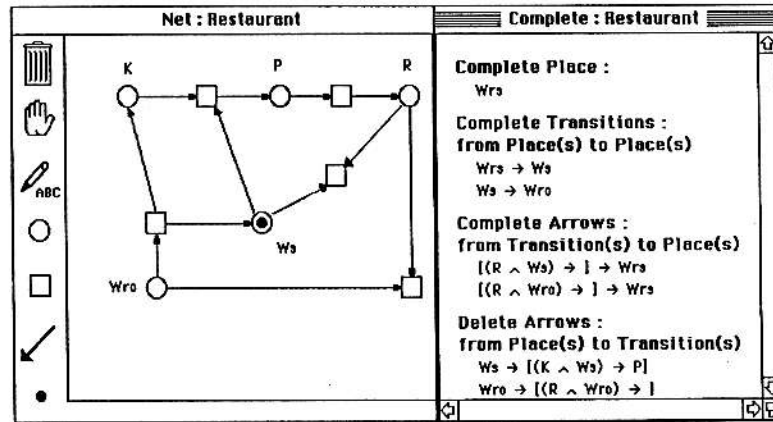 Net : Restaurant
Complete : Restaurant
K
P
R
ABC
Ws
Wro
Complete Place :
Wrs
Complete Transitions :
from Place(s) to Place(s)
Wrs → Ws
Ws → Wro
Complete Arrows :
from Transition(s) to Place(s)
[(R ∧ Ws) → ] → Wrs
[(R ∧ Wro) → ] → Wrs
Delete Arrows :
from Place(s) to Transition(s)
Ws → [(K ∧ Ws) → P]
Wro → [(R ∧ Wro) → ]